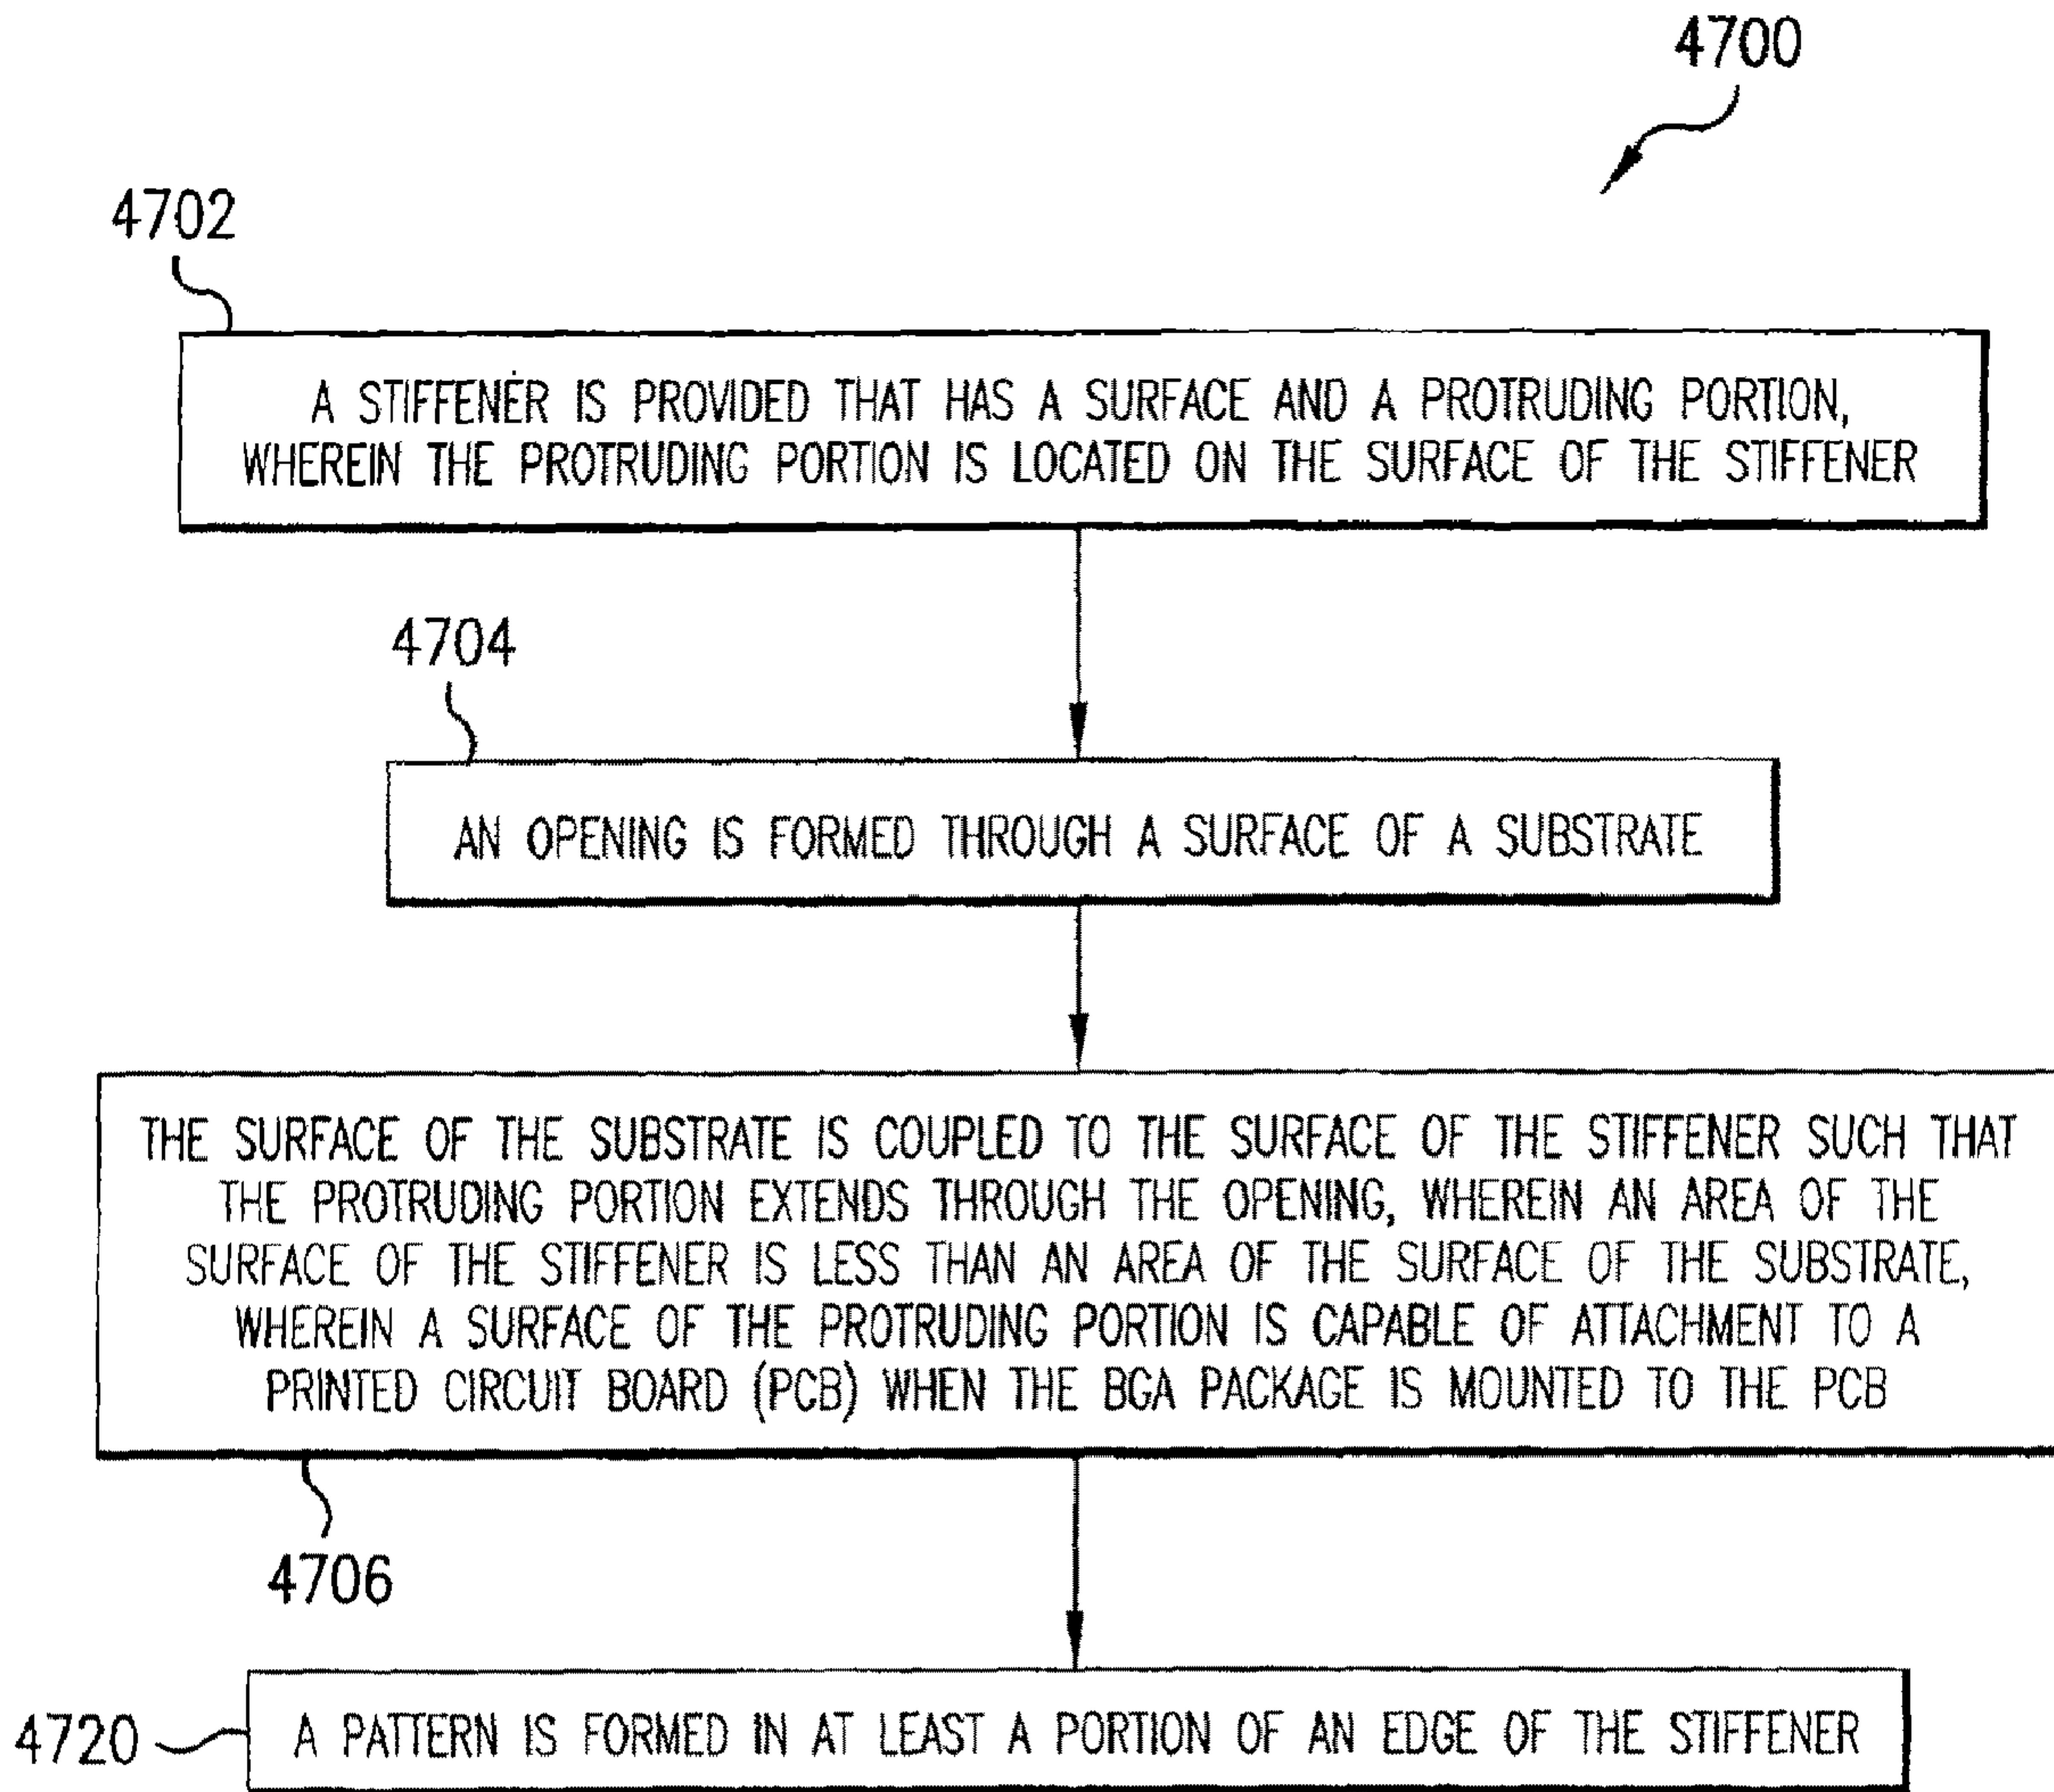 4700
4702
A STIFFENER IS PROVIDED THAT HAS A SURFACE AND A PROTRUDING PORTION,
WHEREIN THE PROTRUDING PORTION IS LOCATED ON THE SURFACE OF THE STIFFENER
4704
AN OPENING IS FORMED THROUGH A SURFACE OF A SUBSTRATE
THE SURFACE OF THE SUBSTRATE IS COUPLED TO THE SURFACE OF THE STIFFENER SUCH THAT
THE PROTRUDING PORTION EXTENDS THROUGH THE OPENING, WHEREIN AN AREA OF THE
SURFACE OF THE STIFFENER IS LESS THAN AN AREA OF THE SURFACE OF THE SUBSTRATE,
WHEREIN A SURFACE OF THE PROTRUDING PORTION IS CAPABLE OF ATTACHMENT TO A
PRINTED CIRCUIT BOARD (PCB) WHEN THE BGA PACKAGE IS MOUNTED TO THE PCB
4706
4720
A PATTERN IS FORMED IN AT LEAST A PORTION OF AN EDGE OF THE STIFFENER